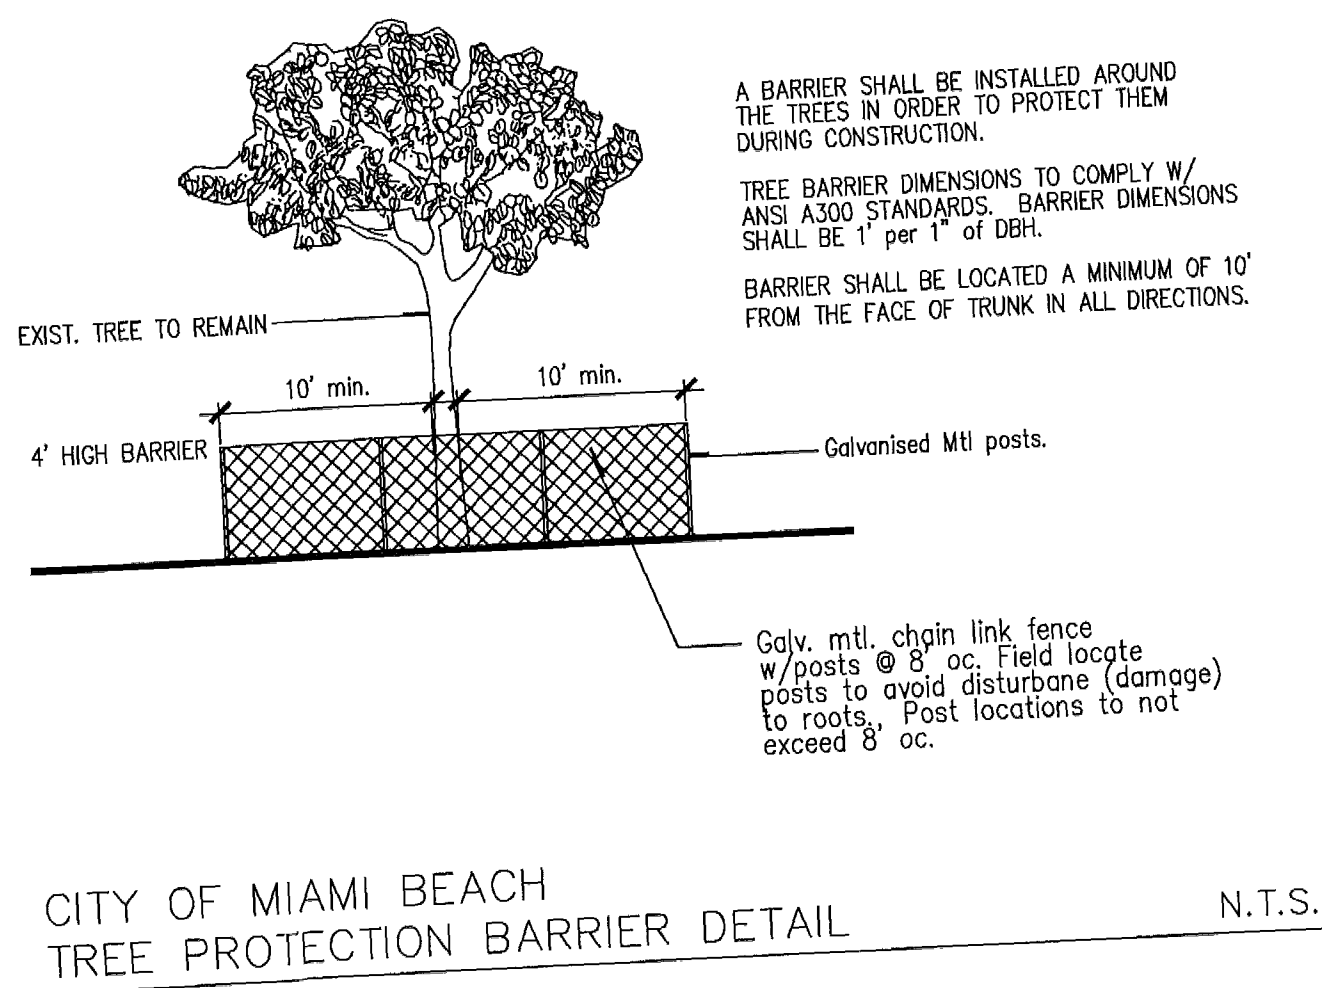 A BARRIER SHALL BE INSTALLED AROUND
THE TREES IN ORDER TO PROTECT THEM
DURING CONSTRUCTION.
TREE BARRIER DIMENSIONS TO COMPLY W/
ANSI A300 STANDARDS. BARRIER DIMENSIONS
SHALL BE 1' per 1" of DBH.
BARRIER SHALL BE LOCATED A MINIMUM OF 10'
FROM THE FACE OF TRUNK IN ALL DIRECTIONS.
EXIST. TREE TO REMAIN
10' min.
10' min.
4' HIGH BARRIER
Galvanised Mtl posts.
Galv. mtl. chain link fence
w/posts @ 8' oc. Field locate
posts to avoid disturbane (damage)
to roots., Post locations to not
exceed 8' oc.
CITY OF MIAMI BEACH
TREE PROTECTION BARRIER DETAIL
N.T.S.